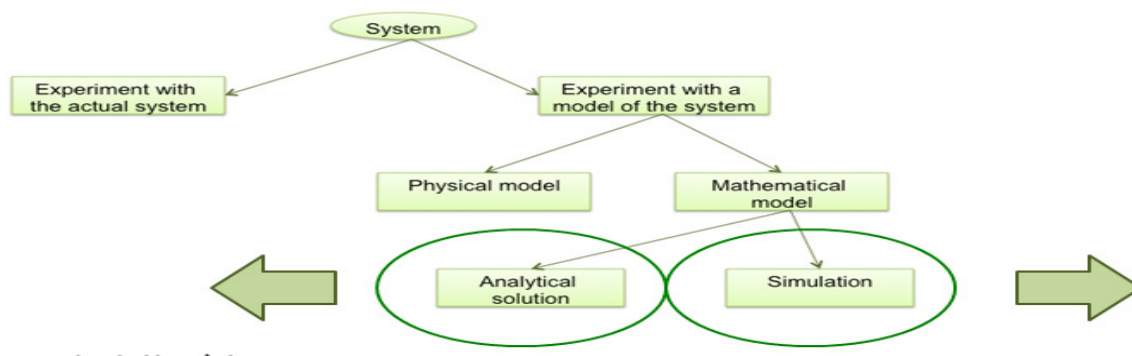 System
Experiment with
the actual system
Experiment with a
model of the system
Physical model
Mathematical
model
Analytical
solution
Simulation